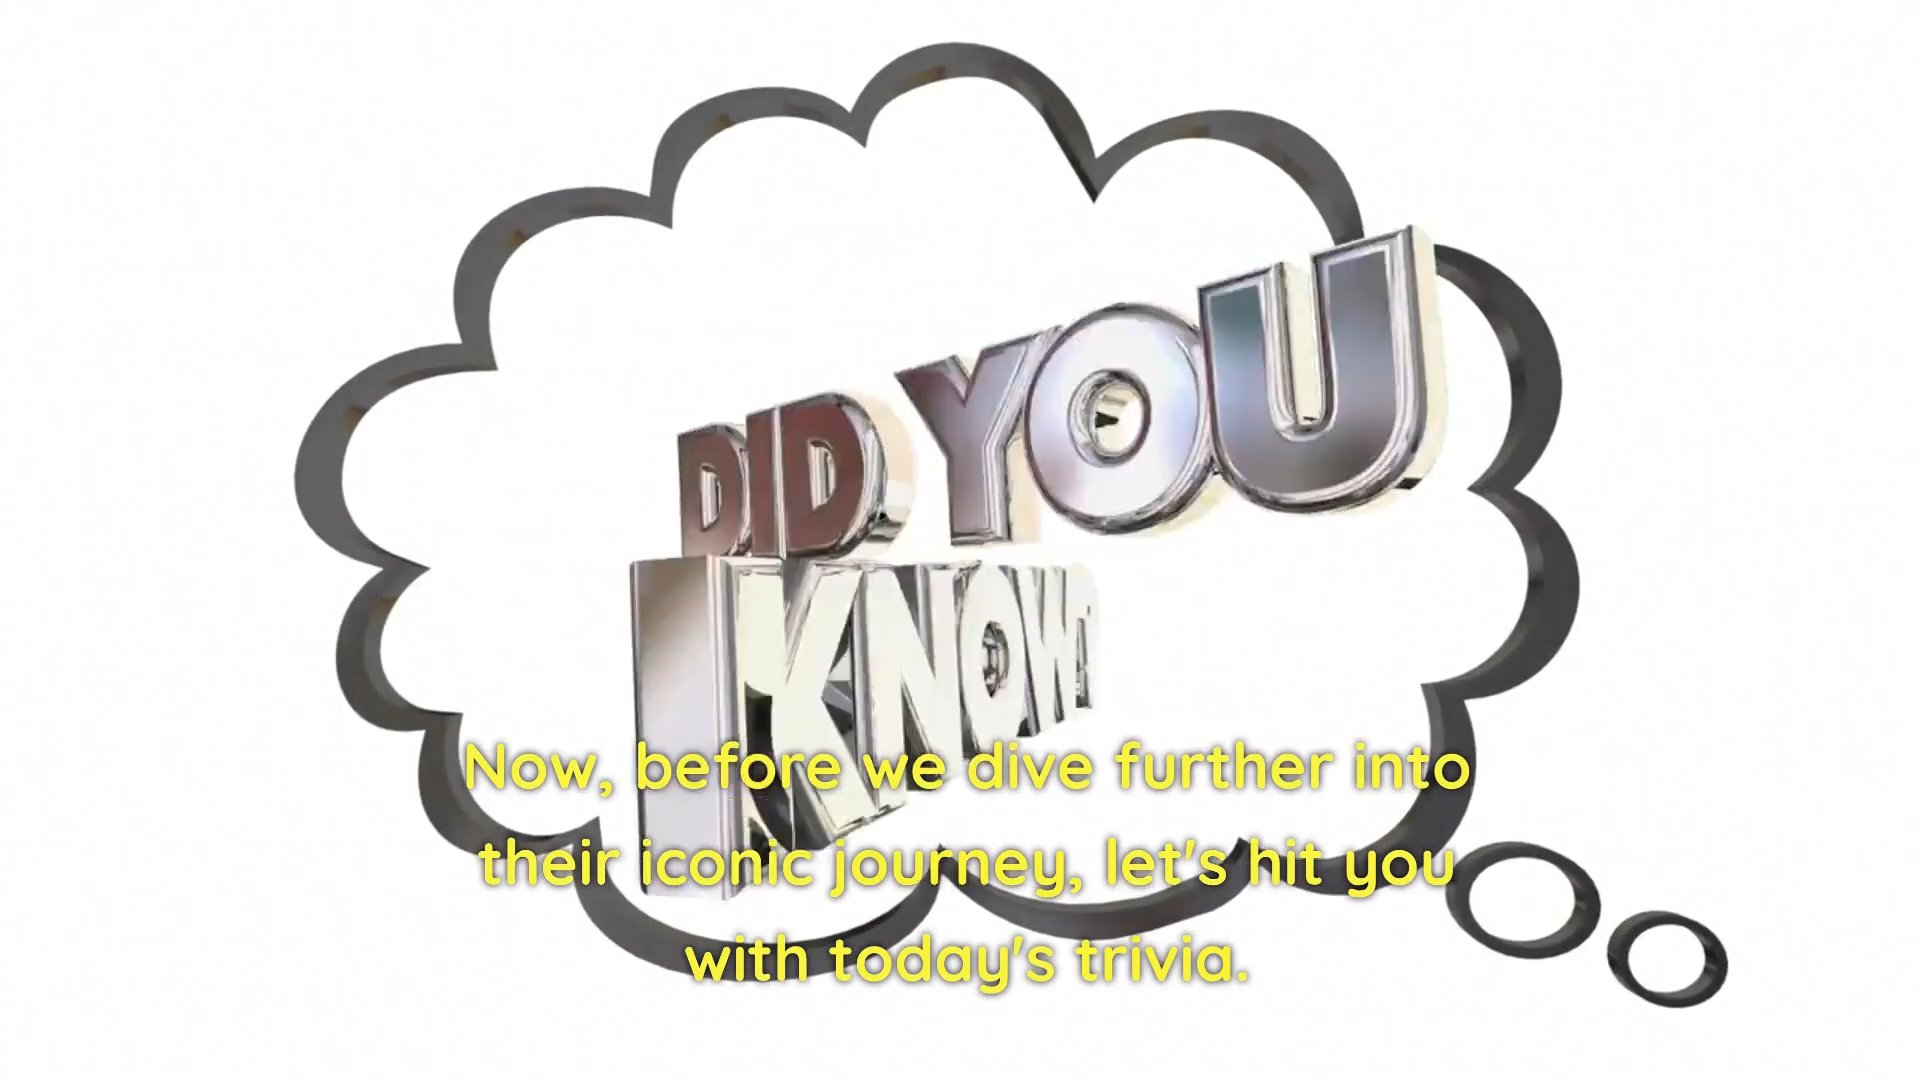 DID YOU
KNOW?
Now, before we dive further into
their iconic journey, let's hit you
with today's trivia.